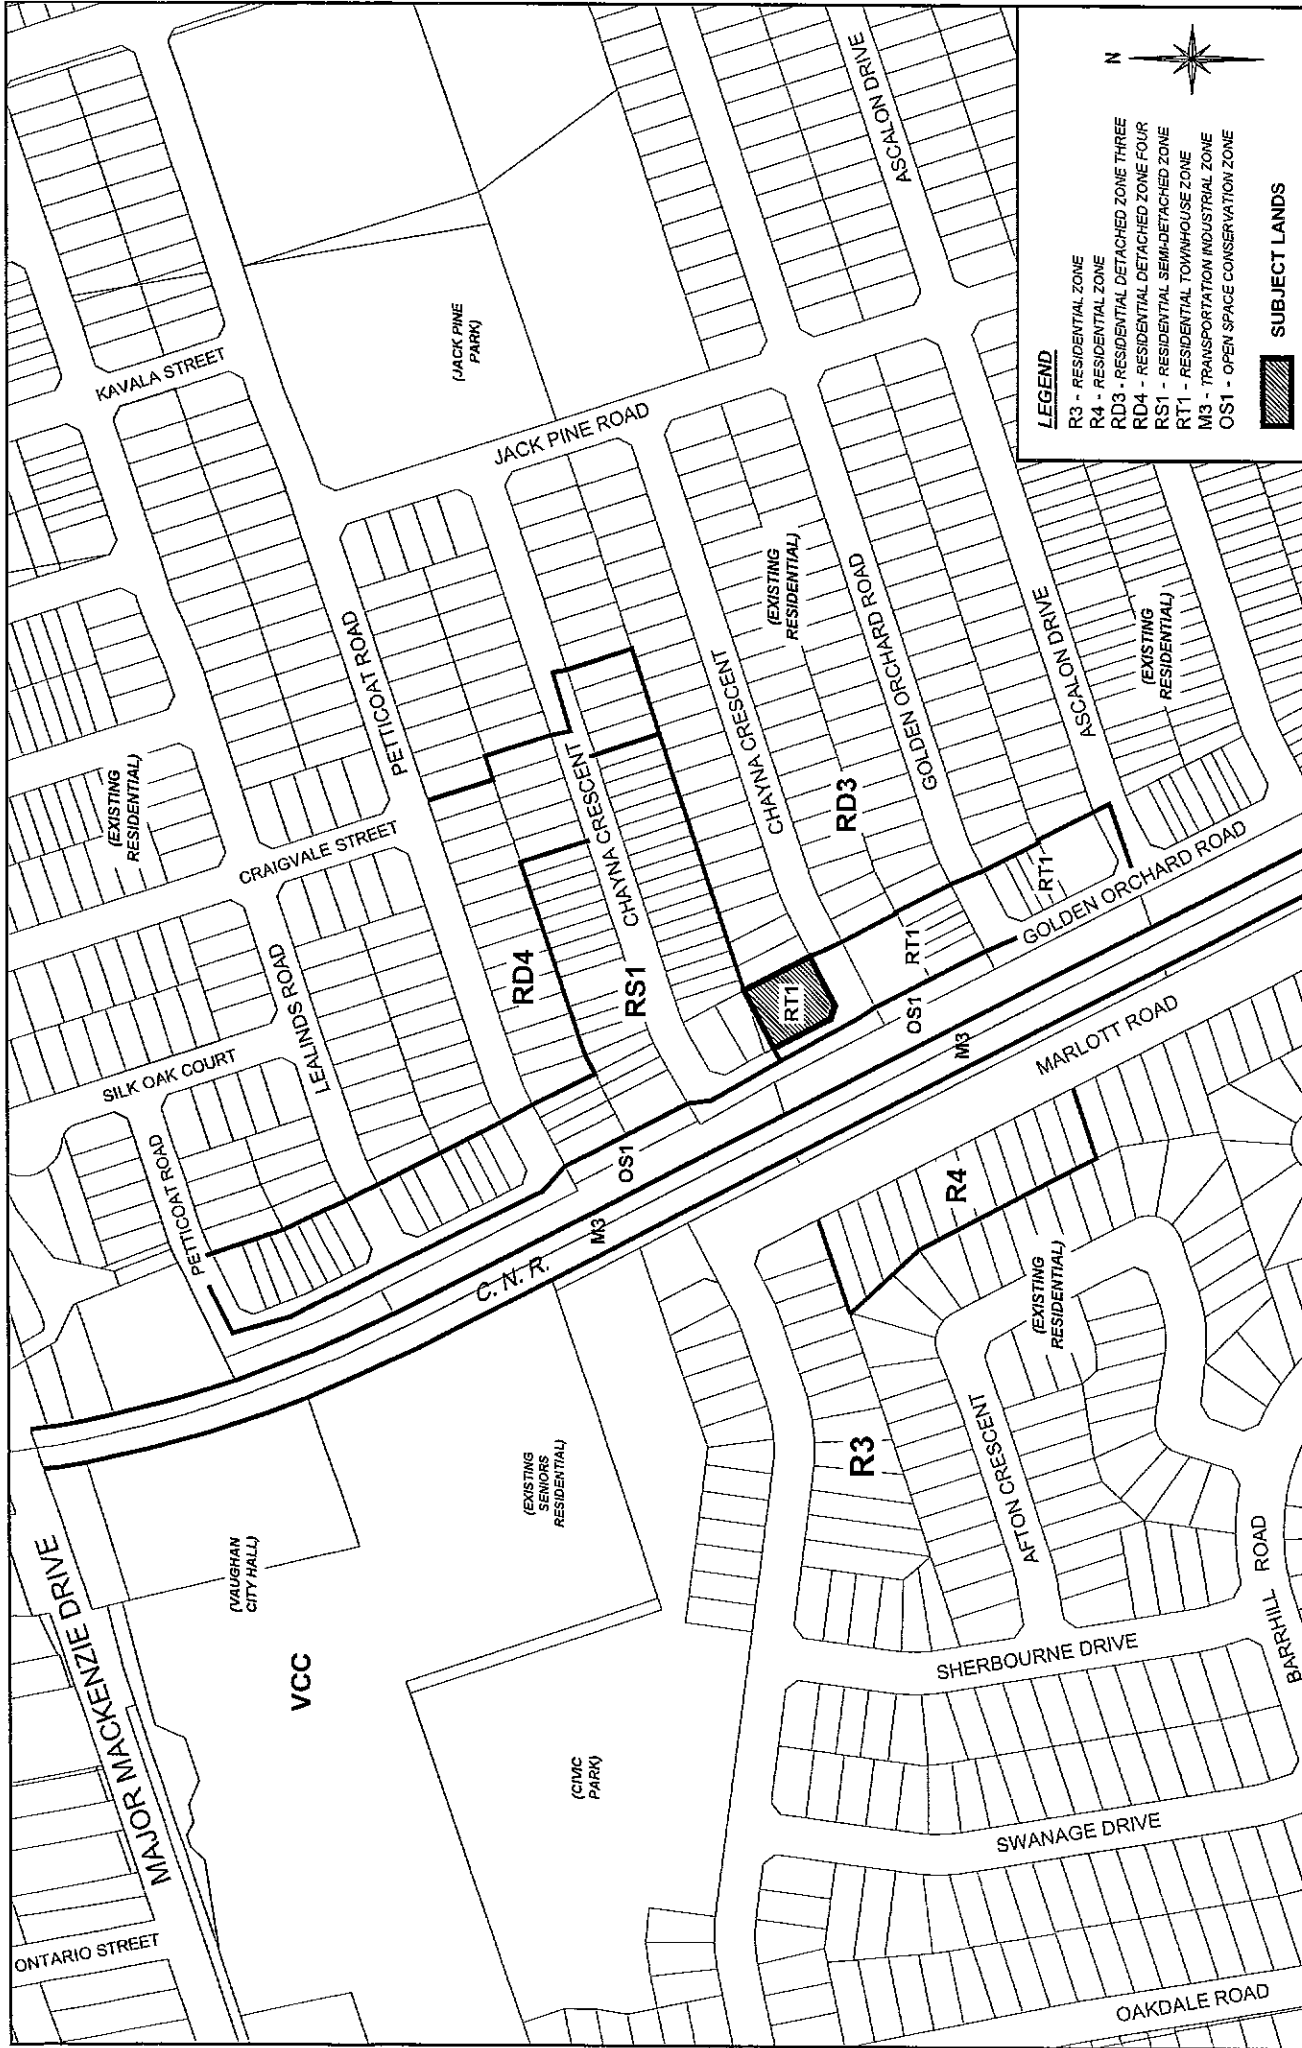 ONTARIO STREET
MAJOR MACKENZIE DRIVE
(VAUGHAN
CITY HALL)
VCC
(CIVIC
PARK)
(EXISTING
SENIORS
RESIDENTIAL)
C. N. R.
M3
OS1
PETTICOAT ROAD
SILK OAK COURT
LEALINDS ROAD
CRAIGVALE STREET
(EXISTING
RESIDENTIAL)
PETTICOAT ROAD
KAVALA STREET
(JACK PINE
PARK)
JACK PINE ROAD
RD4
RS1
CHAYNA CRESCENT
CHAYNA CRESCENT
RT1
RD3
(EXISTING
RESIDENTIAL)
GOLDEN ORCHARD ROAD
RT1
OS1
M3
RT1
GOLDEN ORCHARD ROAD
ASCALON DRIVE
ASCALON DRIVE
(EXISTING
RESIDENTIAL)
MARLOTT ROAD
R4
(EXISTING
RESIDENTIAL)
R3
AFTON CRESCENT
SHERBOURNE DRIVE
BARRHILL ROAD
SWANAGE DRIVE
OAKDALE ROAD
N
LEGEND
R3 - RESIDENTIAL ZONE
R4 - RESIDENTIAL ZONE
RD3 - RESIDENTIAL DETACHED ZONE THREE
RD4 - RESIDENTIAL DETACHED ZONE FOUR
RS1 - RESIDENTIAL SEMI-DETACHED ZONE
RT1 - RESIDENTIAL TOWNHOUSE ZONE
M3 - TRANSPORTATION INDUSTRIAL ZONE
OS1 - OPEN SPACE CONSERVATION ZONE
SUBJECT LANDS